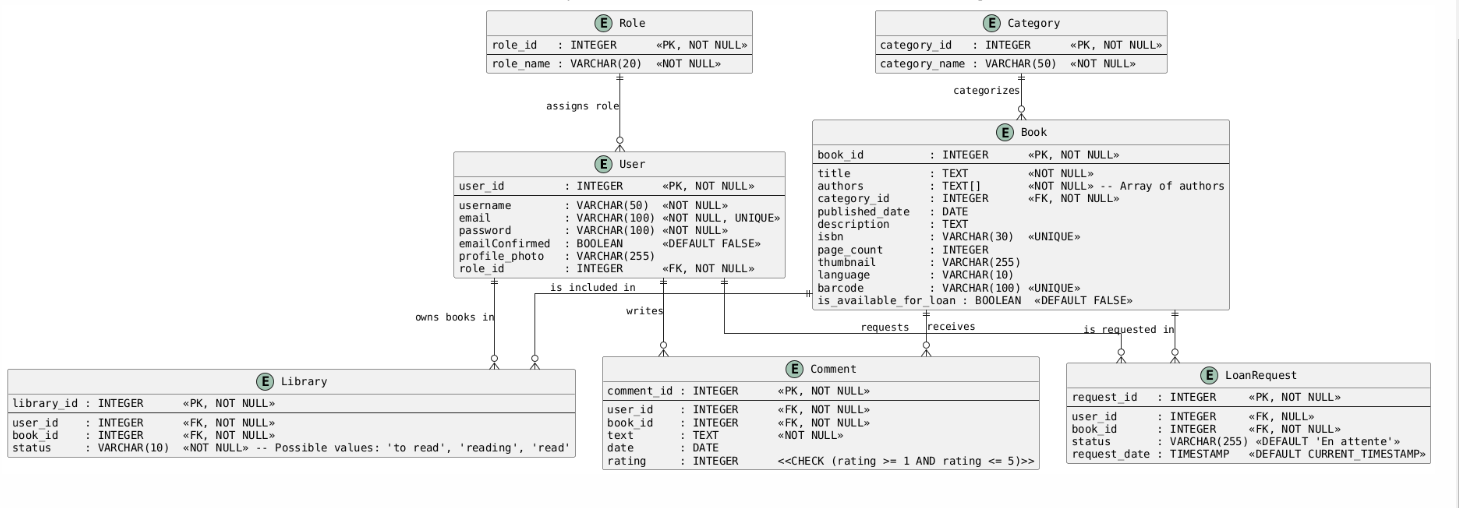 E Role
role_id : INTEGER «PK, NOT NULL»
role_name : VARCHAR(20) «NOT NULL»
E Category
category_id : INTEGER «PK, NOT NULL»
category_name : VARCHAR(50) «NOT NULL»
assigns role
categorizes
E User
user_id : INTEGER «PK, NOT NULL»
username : VARCHAR(50) «NOT NULL»
email : VARCHAR(100) «NOT NULL, UNIQUE»
password : VARCHAR(100) «NOT NULL»
emailConfirmed : BOOLEAN «DEFAULT FALSE»
profile_photo : VARCHAR(255)
role_id : INTEGER «FK, NOT NULL»
E Book
book_id : INTEGER «PK, NOT NULL»
title : TEXT «NOT NULL»
authors : TEXT[] «NOT NULL» -- Array of authors
category_id : INTEGER «FK, NOT NULL»
published_date : DATE
description : TEXT
isbn : VARCHAR(30) «UNIQUE»
page_count : INTEGER
thumbnail : VARCHAR(255)
language : VARCHAR(10)
barcode : VARCHAR(100) «UNIQUE»
is_available_for_loan : BOOLEAN «DEFAULT FALSE»
is included in
owns books in
writes
requests
receives
is requested in
E Library
library_id : INTEGER «PK, NOT NULL»
user_id : INTEGER «FK, NOT NULL»
book_id : INTEGER «FK, NOT NULL»
status : VARCHAR(10) «NOT NULL» -- Possible values: 'to read', 'reading', 'read'
E Comment
comment_id : INTEGER «PK, NOT NULL»
user_id : INTEGER «FK, NOT NULL»
book_id : INTEGER «FK, NOT NULL»
text : TEXT «NOT NULL»
date : DATE
rating : INTEGER <<CHECK (rating >= 1 AND rating <= 5)>>
E LoanRequest
request_id : INTEGER «PK, NOT NULL»
user_id : INTEGER «FK, NULL»
book_id : INTEGER «FK, NOT NULL»
status : VARCHAR(255) «DEFAULT 'En attente'»
request_date : TIMESTAMP «DEFAULT CURRENT_TIMESTAMP»